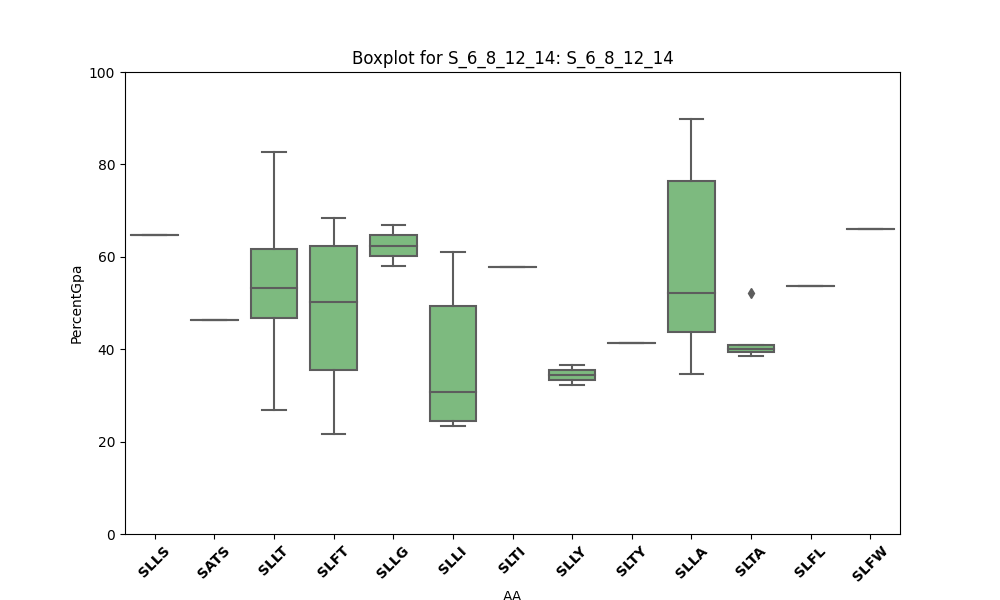 Boxplot for S_6_8_12_14: S_6_8_12_14
PercentGpa
100
80
60
40
20
0
SLLS
SATS
SLLT
SLFT
SLLG
SLLI
SLTI
SLLY
SLTY
SLLA
SLTA
SLFL
SLFW
AA